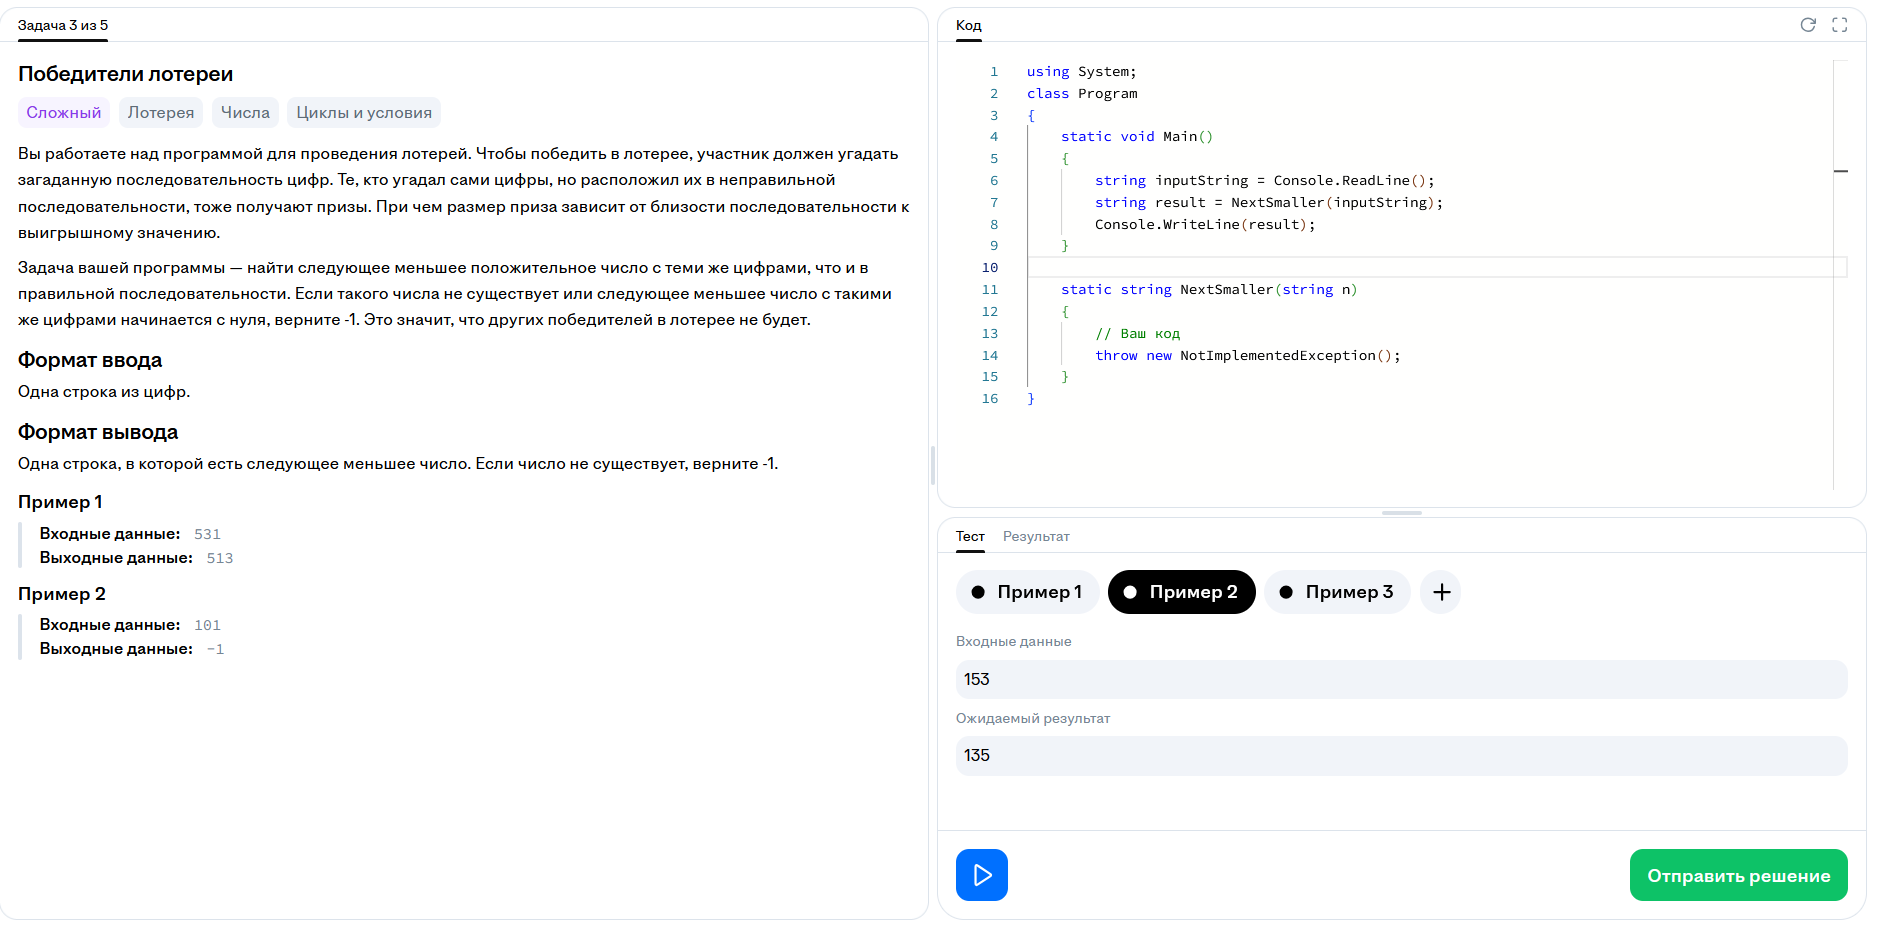 Задача 3 из 5
Победители лотереи
Сложный Лотерея Числа Циклы и условия
Вы работаете над программой для проведения лотерей. Чтобы победить в лотерее, участник должен угадать
загаданную последовательность цифр. Те, кто угадал сами цифры, но расположил их в неправильной
последовательности, тоже получают призы. При чем размер приза зависит от близости последовательности к
выигрышному значению.
Задача вашей программы — найти следующее меньшее положительное число с теми же цифрами, что и в
правильной последовательности. Если такого числа не существует или следующее меньшее число с такими
же цифрами начинается с нуля, верните -1. Это значит, что других победителей в лотерее не будет.
Формат ввода
Одна строка из цифр.
Формат вывода
Одна строка, в которой есть следующее меньшее число. Если число не существует, верните -1.
Пример 1
Входные данные: 531
Выходные данные: 513
Пример 2
Входные данные: 101
Выходные данные: -1
Код
1 using System;
2 class Program
3 {
4 static void Main()
5 {
6 string inputString = Console.ReadLine();
7 string result = NextSmaller(inputString);
8 Console.WriteLine(result);
9 }
10
11 static string NextSmaller(string n)
12 {
13 // Ваш код
14 throw new NotImplementedException();
15 }
16 }
Тест Результат
Пример 1 Пример 2 Пример 3 +
Входные данные
153
Ожидаемый результат
135
Отправить решение